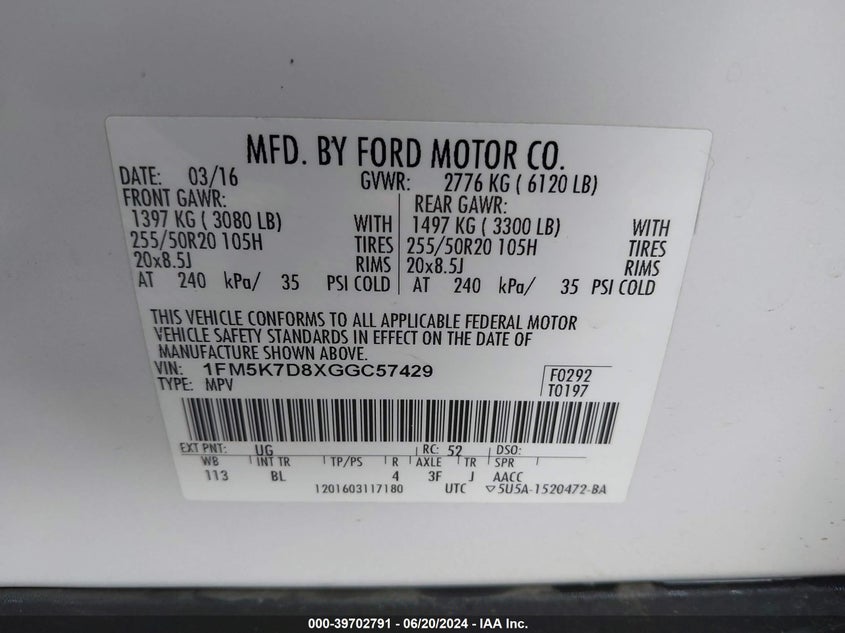 MFD. BY FORD MOTOR CO.
DATE: 03/16 GVWR: 2776 KG ( 6120 LB)
FRONT GAWR: REAR GAWR:
1397 KG ( 3080 LB) WITH 1497 KG ( 3300 LB) WITH
255/50R20 105H TIRES 255/50R20 105H TIRES
20x8.5J RIMS 20x8.5J RIMS
AT 240 kPa/ 35 PSI COLD AT 240 kPa/ 35 PSI COLD
THIS VEHICLE CONFORMS TO ALL APPLICABLE FEDERAL MOTOR
VEHICLE SAFETY STANDARDS IN EFFECT ON THE DATE OF
MANUFACTURE SHOWN ABOVE.
VIN: 1FM5K7D8XGGC57429 F0292
TYPE: MPV T0197
EXT PNT: UG RC: 52 DSO:
WB INT TR TP/PS R AXLE TR SPR
113 BL 4 3F J AACC
1201603117180 UTC ▽5U5A-1520472-BA
000-39702791 - 06/20/2024 - IAA Inc.